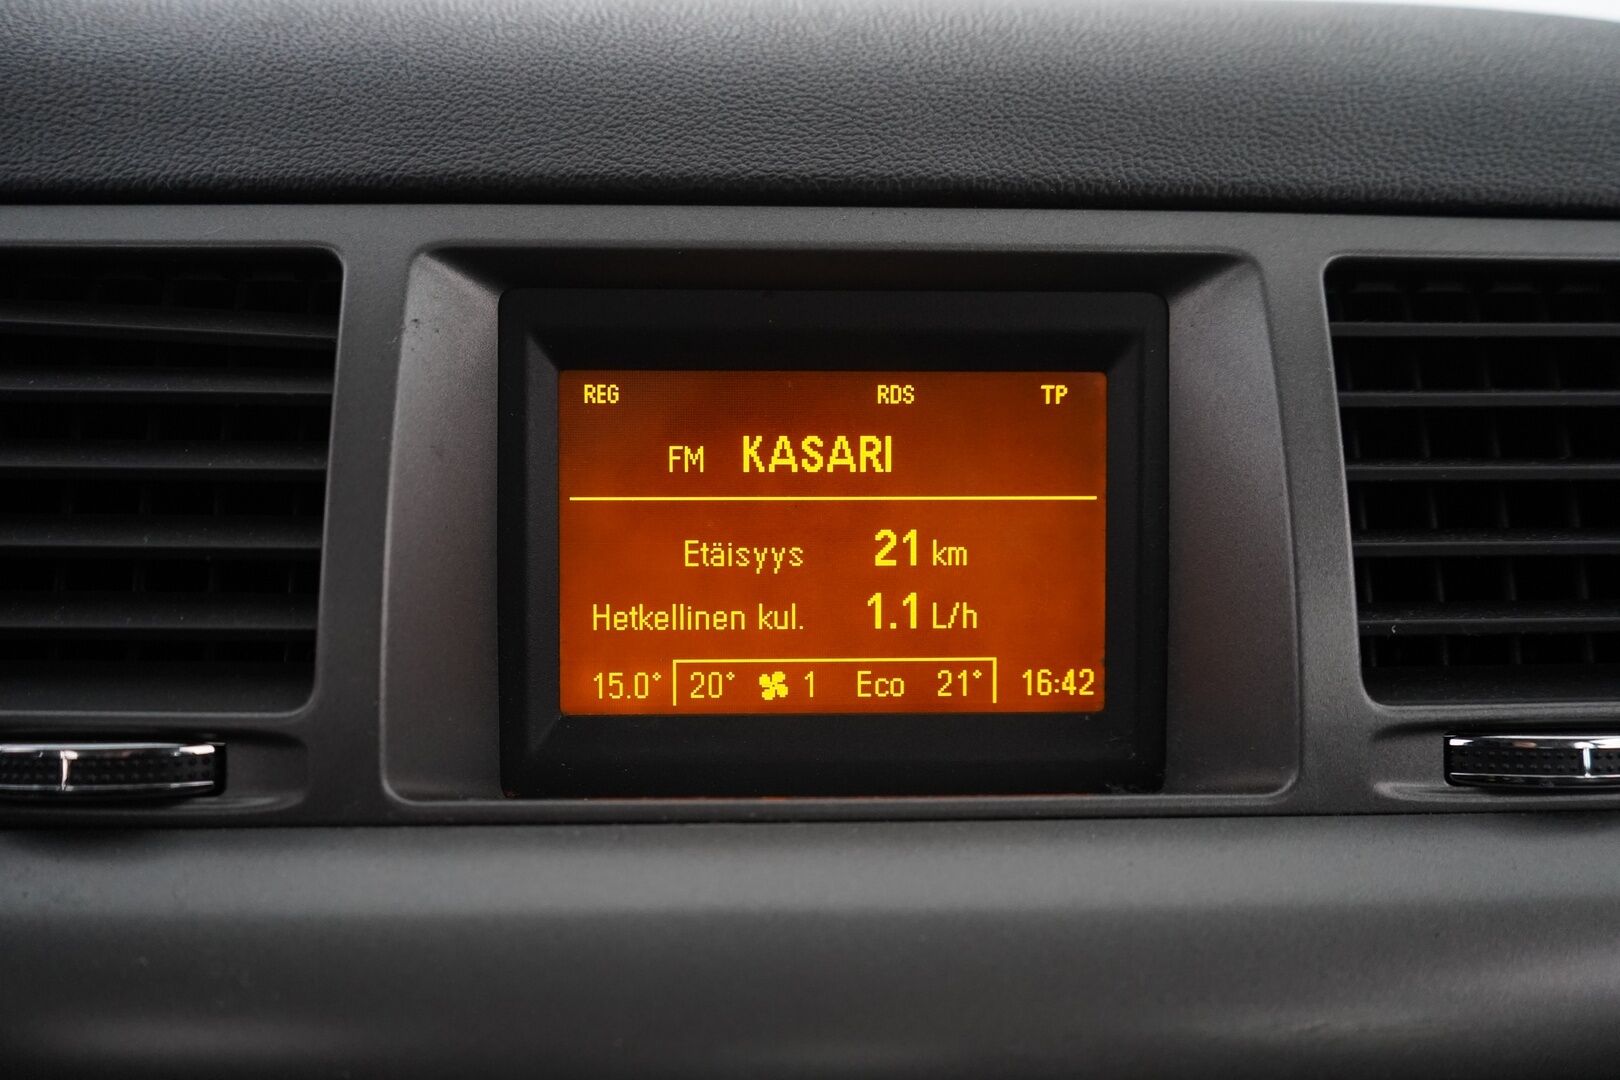 REG RDS TP
FM KASARI
Etäisyys 21 km
Hetkellinen kul. 1.1 L/h
15.0° 20° 1 Eco 21° 16:42